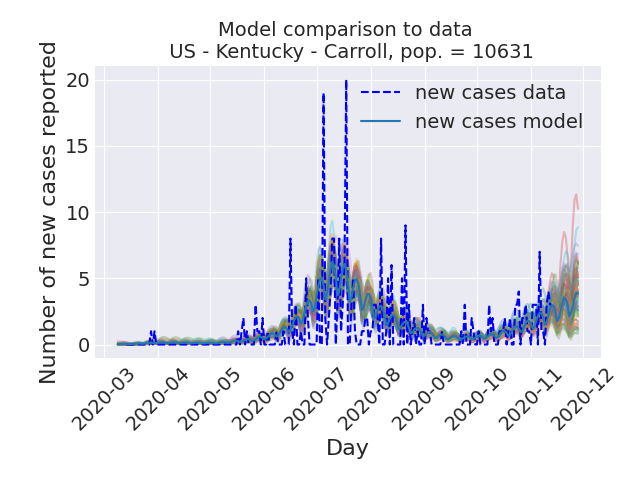 Model comparison to data
US - Kentucky - Carroll, pop. = 10631
Number of new cases reported
20
15
10
5
0
new cases data
new cases model
2020-03
2020-04
2020-05
2020-06
2020-07
2020-08
2020-09
2020-10
2020-11
2020-12
Day